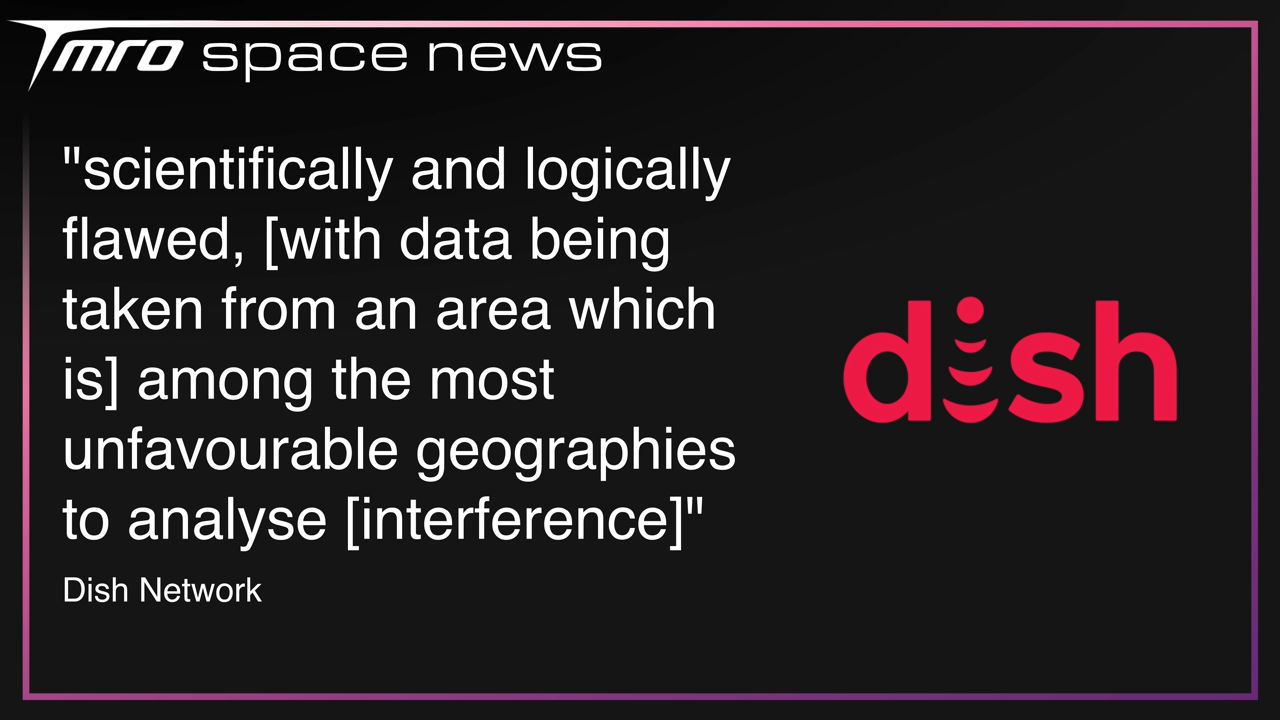 TMRO space news
"scientifically and logically
flawed, [with data being
taken from an area which
is] among the most
unfavourable geographies
to analyse [interference]"
Dish Network
dish